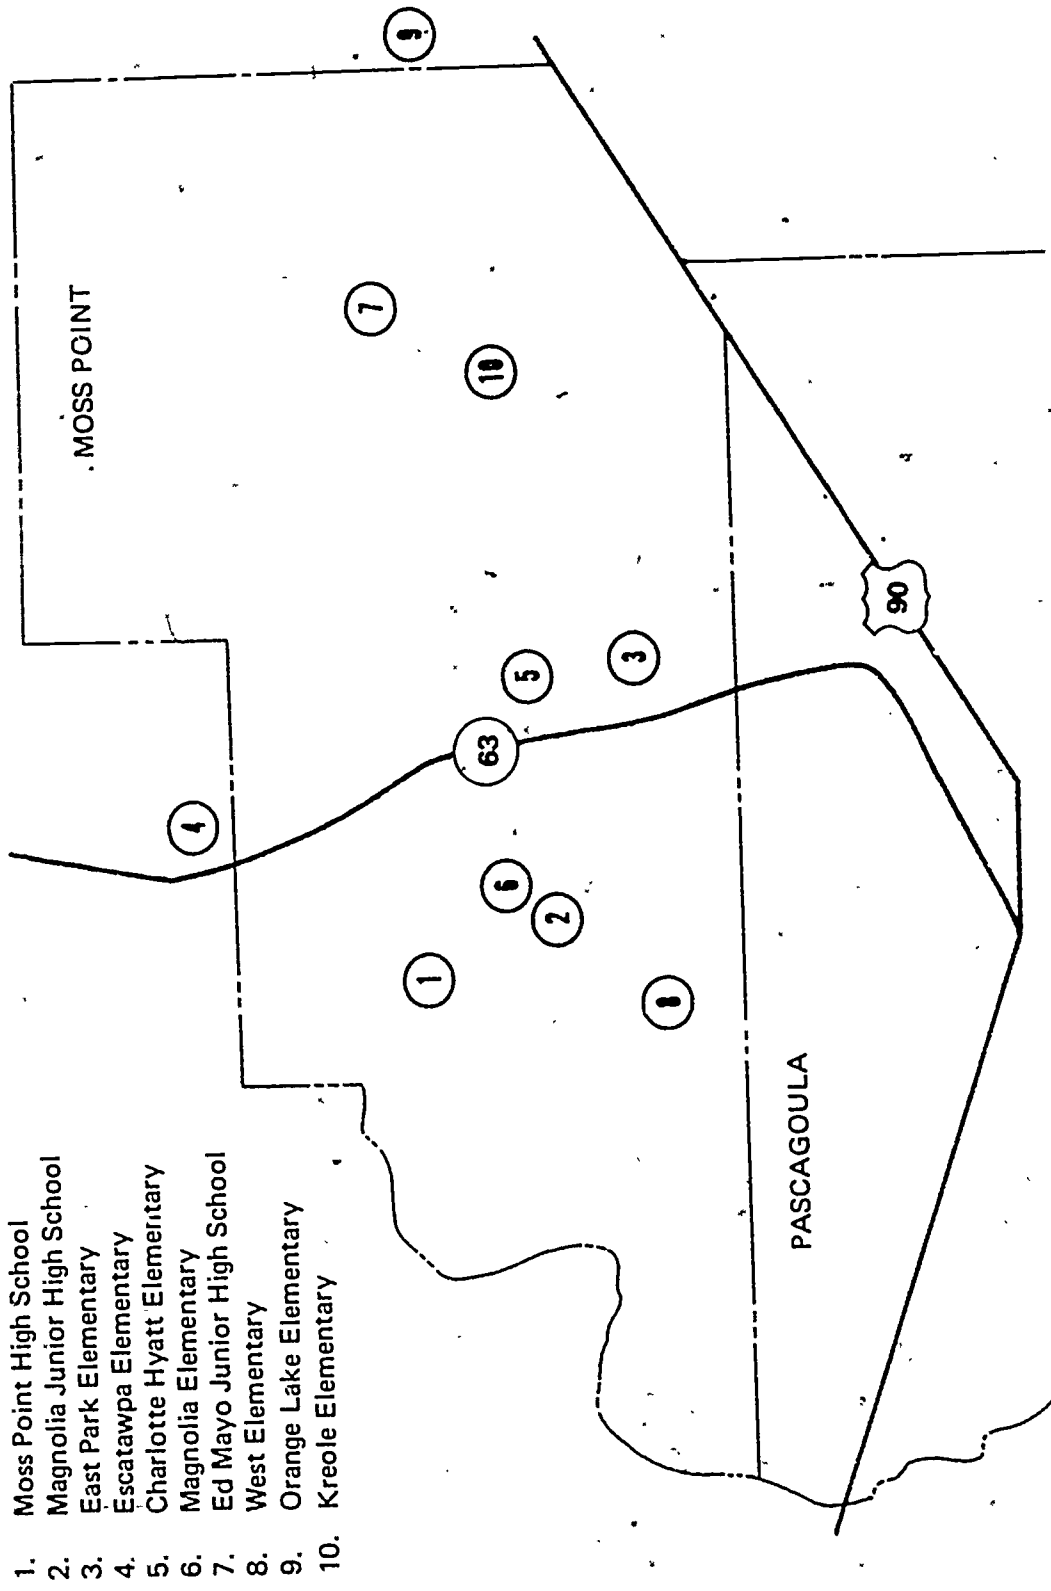 1. Moss Point High School
2. Magnolia Junior High School
3. East Park Elementary
4. Escatawpa Elementary
5. Charlotte Hyatt Elementary
6. Magnolia Elementary
7. Ed Mayo Junior High School
8. West Elementary
9. Orange Lake Elementary
10. Kreole Elementary
MOSS POINT
9
7
10
4
63
5
3
6
2
1
8
90
PASCAGOULA